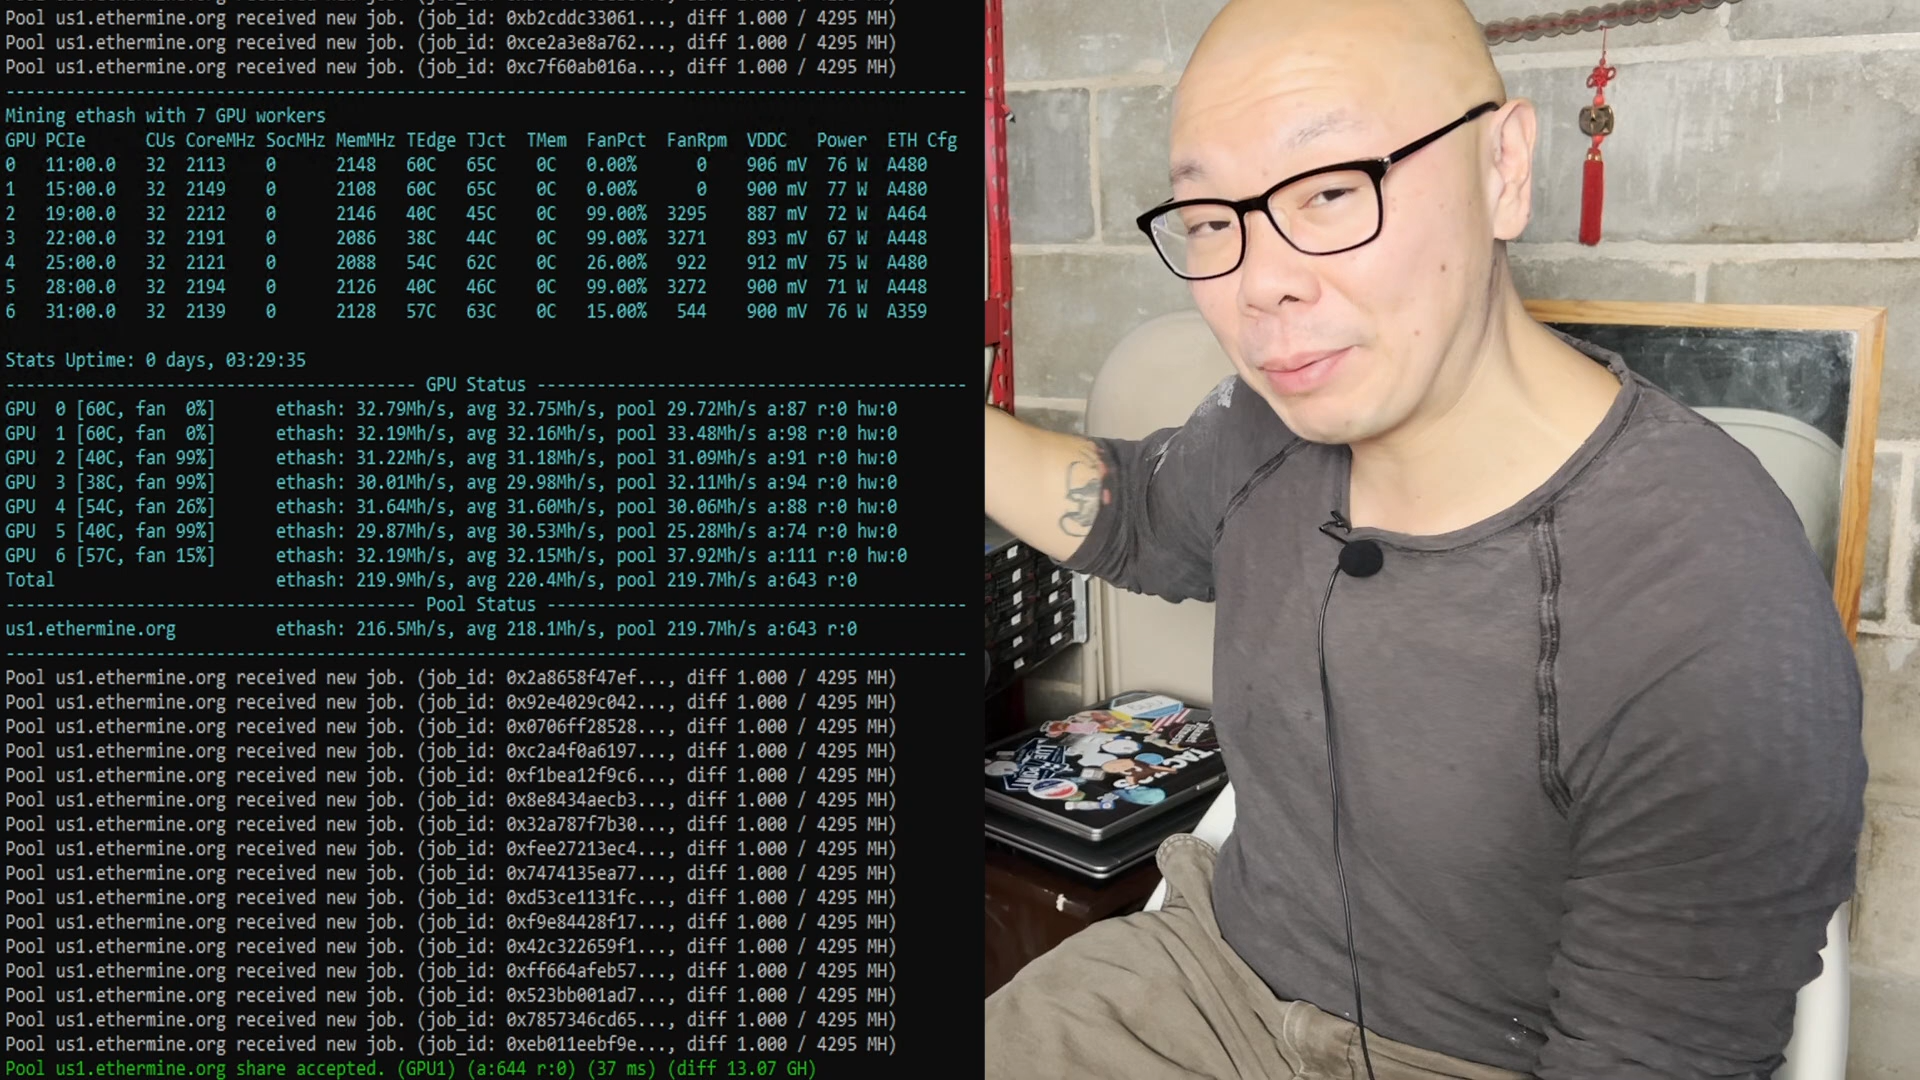 Pool us1.ethermine.org received new job. (job_id: 0xb2cddc33061..., diff 1.000 / 4295 MH)
Pool us1.ethermine.org received new job. (job_id: 0xce2a3e8a762..., diff 1.000 / 4295 MH)
Pool us1.ethermine.org received new job. (job_id: 0xc7f60ab016a..., diff 1.000 / 4295 MH)
Mining ethash with 7 GPU workers
GPU PCIe CUs CoreMHz SocMHz MemMHz TEdge TJct TMem FanPct FanRpm VDDC Power ETH Cfg
0 11:00.0 32 2113 0 2148 60C 65C 0C 0.00% 0 906 mV 76 W A480
1 15:00.0 32 2149 0 2108 60C 65C 0C 0.00% 0 900 mV 77 W A480
2 19:00.0 32 2212 0 2146 40C 45C 0C 99.00% 3295 887 mV 72 W A464
3 22:00.0 32 2191 0 2086 38C 44C 0C 99.00% 3271 893 mV 67 W A448
4 25:00.0 32 2121 0 2088 54C 62C 0C 26.00% 922 912 mV 75 W A480
5 28:00.0 32 2194 0 2126 40C 46C 0C 99.00% 3272 900 mV 71 W A448
6 31:00.0 32 2139 0 2128 57C 63C 0C 15.00% 544 900 mV 76 W A359
Stats Uptime: 0 days, 03:29:35
----------------------------------------- GPU Status -------------------------------------------
GPU 0 [60C, fan 0%] ethash: 32.79Mh/s, avg 32.75Mh/s, pool 29.72Mh/s a:87 r:0 hw:0
GPU 1 [60C, fan 0%] ethash: 32.19Mh/s, avg 32.16Mh/s, pool 33.48Mh/s a:98 r:0 hw:0
GPU 2 [40C, fan 99%] ethash: 31.22Mh/s, avg 31.18Mh/s, pool 31.09Mh/s a:91 r:0 hw:0
GPU 3 [38C, fan 99%] ethash: 30.01Mh/s, avg 29.98Mh/s, pool 32.11Mh/s a:94 r:0 hw:0
GPU 4 [54C, fan 26%] ethash: 31.64Mh/s, avg 31.60Mh/s, pool 30.06Mh/s a:88 r:0 hw:0
GPU 5 [40C, fan 99%] ethash: 29.87Mh/s, avg 30.53Mh/s, pool 25.28Mh/s a:74 r:0 hw:0
GPU 6 [57C, fan 15%] ethash: 32.19Mh/s, avg 32.15Mh/s, pool 37.92Mh/s a:111 r:0 hw:0
Total ethash: 219.9Mh/s, avg 220.4Mh/s, pool 219.7Mh/s a:643 r:0
----------------------------------------- Pool Status ------------------------------------------
us1.ethermine.org ethash: 216.5Mh/s, avg 218.1Mh/s, pool 219.7Mh/s a:643 r:0
Pool us1.ethermine.org received new job. (job_id: 0x2a8658f47ef..., diff 1.000 / 4295 MH)
Pool us1.ethermine.org received new job. (job_id: 0x92e4029c042..., diff 1.000 / 4295 MH)
Pool us1.ethermine.org received new job. (job_id: 0x0706ff28528..., diff 1.000 / 4295 MH)
Pool us1.ethermine.org received new job. (job_id: 0xc2a4f0a6197..., diff 1.000 / 4295 MH)
Pool us1.ethermine.org received new job. (job_id: 0xf1bea12f9c6..., diff 1.000 / 4295 MH)
Pool us1.ethermine.org received new job. (job_id: 0x8e8434aecb3..., diff 1.000 / 4295 MH)
Pool us1.ethermine.org received new job. (job_id: 0x32a787f7b30..., diff 1.000 / 4295 MH)
Pool us1.ethermine.org received new job. (job_id: 0xfee27213ec4..., diff 1.000 / 4295 MH)
Pool us1.ethermine.org received new job. (job_id: 0x7474135ea77..., diff 1.000 / 4295 MH)
Pool us1.ethermine.org received new job. (job_id: 0xd53ce1131fc..., diff 1.000 / 4295 MH)
Pool us1.ethermine.org received new job. (job_id: 0xf9e84428f17..., diff 1.000 / 4295 MH)
Pool us1.ethermine.org received new job. (job_id: 0x42c322659f1..., diff 1.000 / 4295 MH)
Pool us1.ethermine.org received new job. (job_id: 0xff664afeb57..., diff 1.000 / 4295 MH)
Pool us1.ethermine.org received new job. (job_id: 0x523bb001ad7..., diff 1.000 / 4295 MH)
Pool us1.ethermine.org received new job. (job_id: 0x7857346cd65..., diff 1.000 / 4295 MH)
Pool us1.ethermine.org received new job. (job_id: 0xeb011eebf9e..., diff 1.000 / 4295 MH)
Pool us1.ethermine.org share accepted. (GPU1) (a:644 r:0) (37 ms) (diff 13.07 GH)